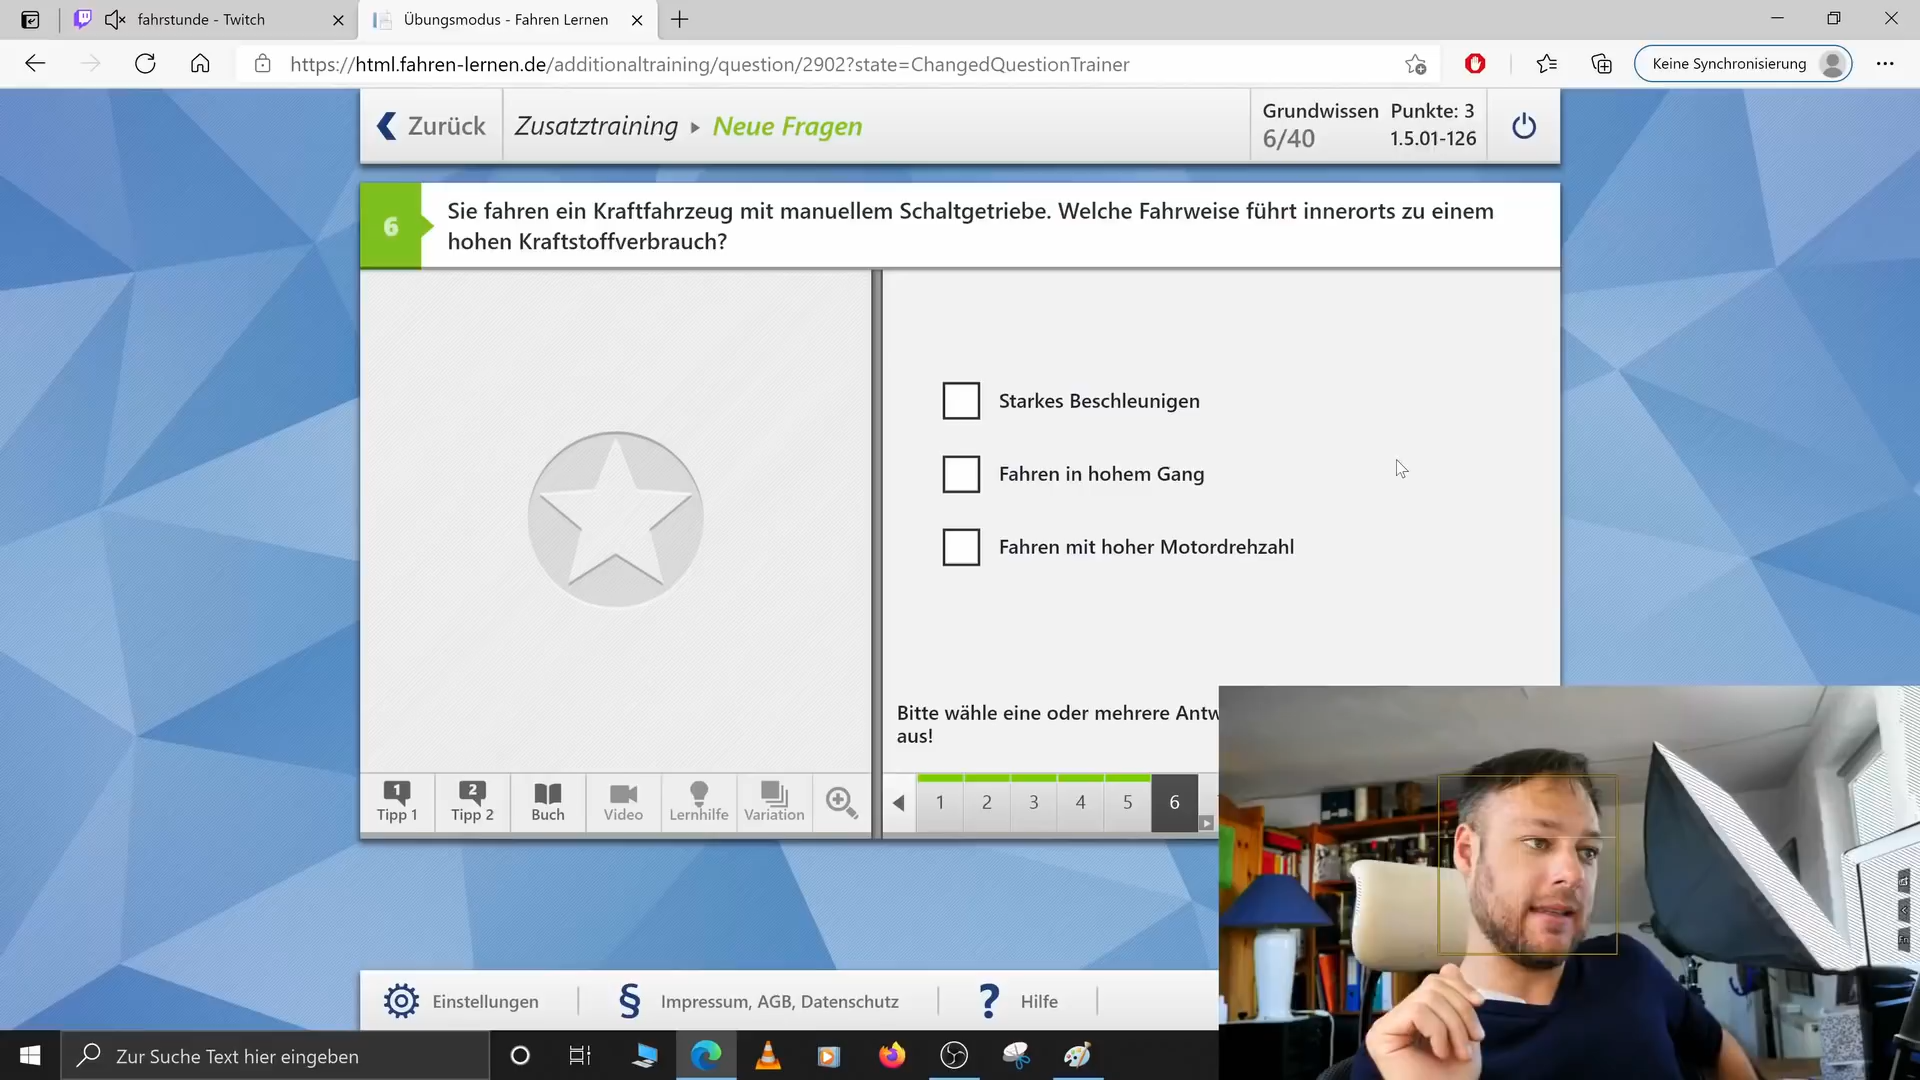 fahrstunde - Twitch
Übungsmodus - Fahren Lernen
https://html.fahren-lernen.de/additionaltraining/question/2902?state=ChangedQuestionTrainer
Keine Synchronisierung
Zurück
Zusatztraining ▸ Neue Fragen
Grundwissen Punkte: 3
6/40 1.5.01-126
6
Sie fahren ein Kraftfahrzeug mit manuellem Schaltgetriebe. Welche Fahrweise führt innerorts zu einem
hohen Kraftstoffverbrauch?
Starkes Beschleunigen
Fahren in hohem Gang
Fahren mit hoher Motordrehzahl
Bitte wähle eine oder mehrere Antw
aus!
1 2
Tipp 1 Tipp 2 Buch Video Lernhilfe Variation
1 2 3 4 5 6
Einstellungen
§ Impressum, AGB, Datenschutz
? Hilfe
Zur Suche Text hier eingeben